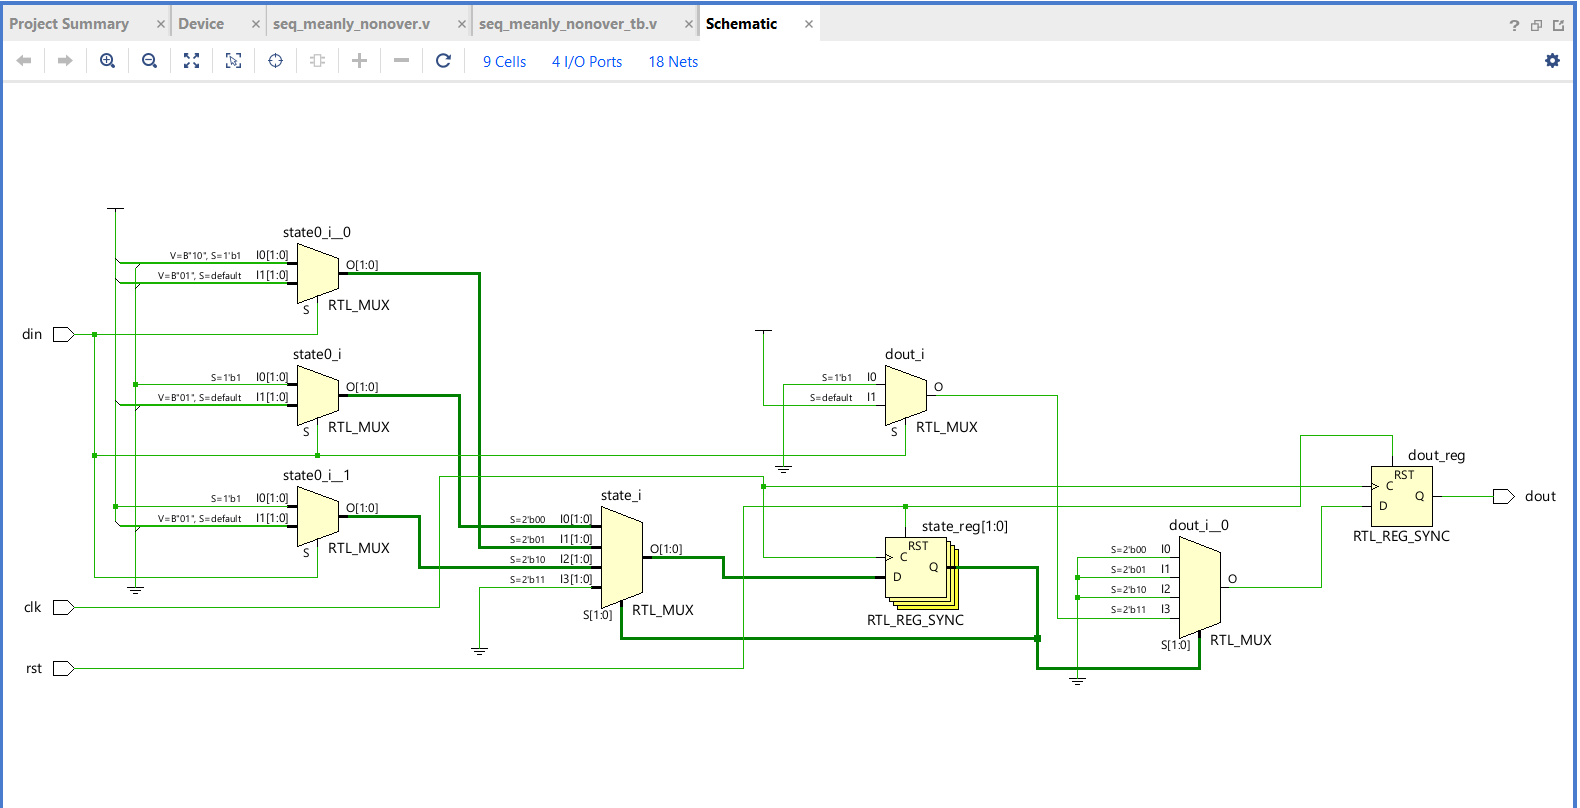 Project Summary × Device × seq_meanly_nonover.v × seq_meanly_nonover_tb.v × Schematic × ?
9 Cells 4 I/O Ports 18 Nets
state0_i__0
V=B"10", S=1'b1 I0[1:0]
V=B"01", S=default I1[1:0]
O[1:0]
S RTL_MUX
din
state0_i
S=1'b1 I0[1:0]
V=B"01", S=default I1[1:0]
O[1:0]
S RTL_MUX
dout_i
S=1'b1 I0
S=default I1
O
S RTL_MUX
state0_i__1
S=1'b1 I0[1:0]
V=B"01", S=default I1[1:0]
O[1:0]
S RTL_MUX
state_i
S=2'b00 I0[1:0]
S=2'b01 I1[1:0]
S=2'b10 I2[1:0]
S=2'b11 I3[1:0]
O[1:0]
S[1:0] RTL_MUX
state_reg[1:0]
RST
C
Q
D
RTL_REG_SYNC
dout_i__0
S=2'b00 I0
S=2'b01 I1
S=2'b10 I2
S=2'b11 I3
O
S[1:0] RTL_MUX
dout_reg
RST
C
Q
D
RTL_REG_SYNC
dout
clk
rst